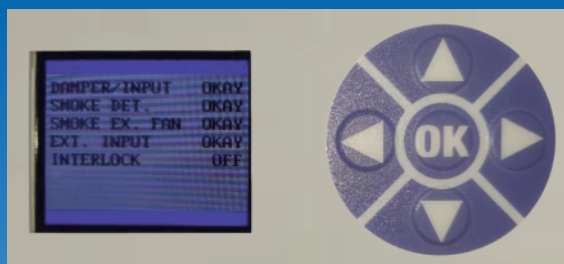 DAMPER/INPUT OKAY
SMOKE DET. OKAY
SMOKE EX. FAN OKAY
EXT. INPUT OKAY
INTERLOCK OFF
OK